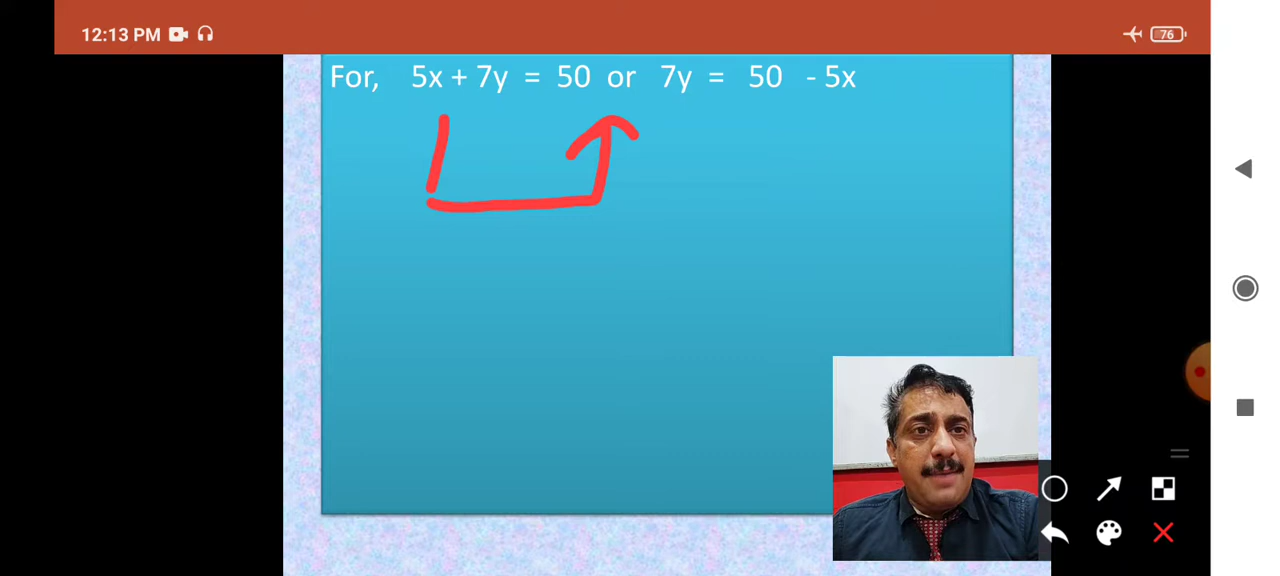 12:13 PM 76
For, 5x + 7y = 50 or 7y = 50 - 5x